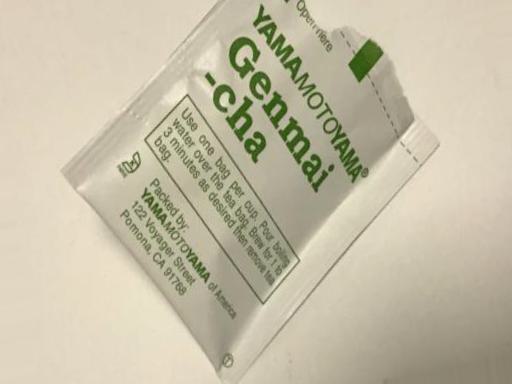 Open Here
YAMAMOTOYAMA®
Genmai
-cha
Use one bag per cup. Pour boiling
water over the tea bag. Brew for 1 to
3 minutes as desired then remove tea
bag.
Packed by:
YAMAMOTOYAMA of America
122 Voyager Street
Pomona, CA 91768